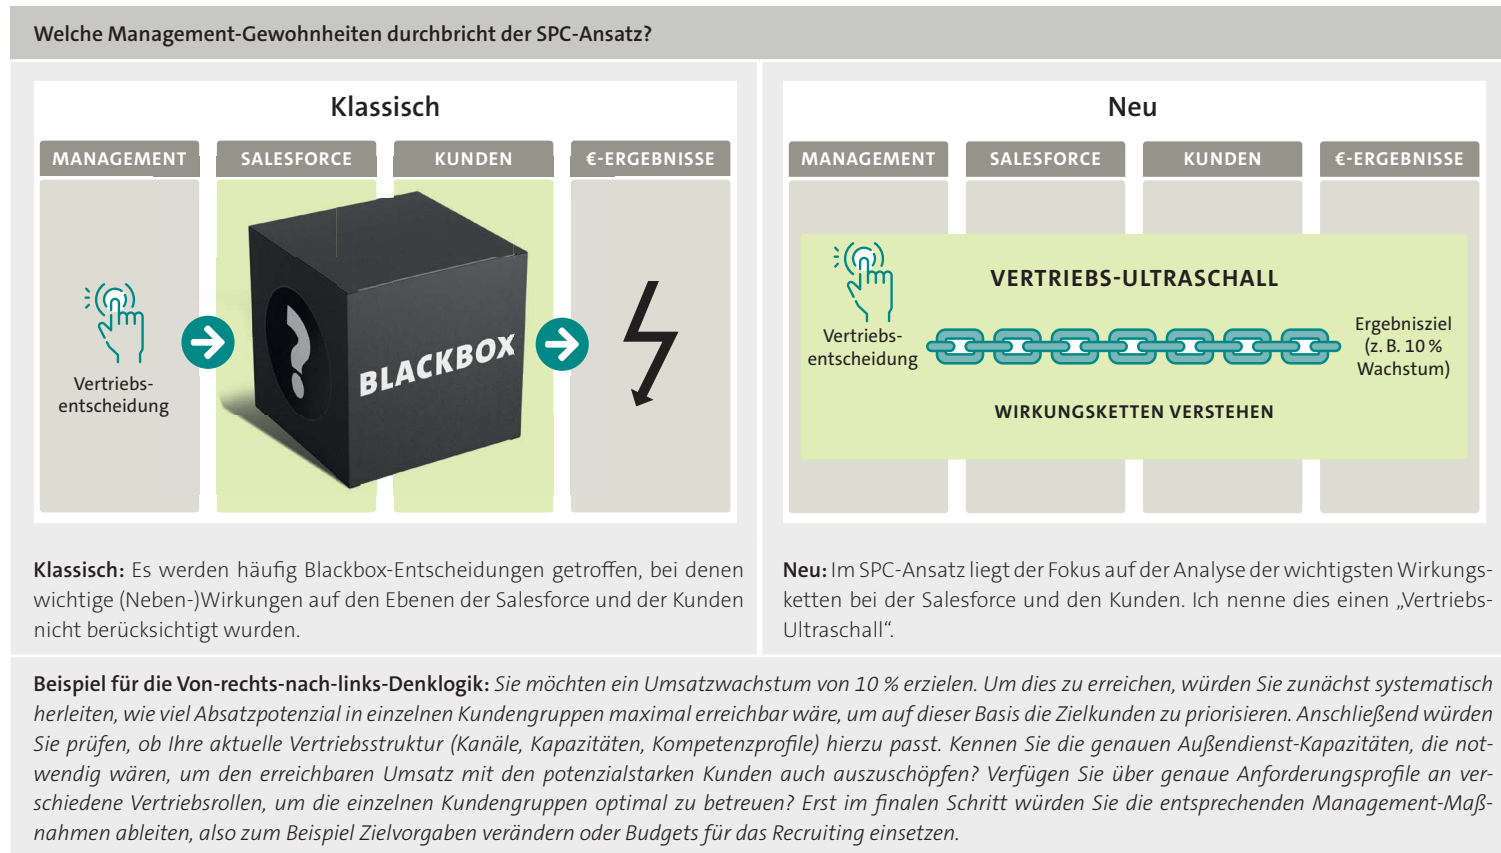 Welche Management-Gewohnheiten durchbricht der SPC-Ansatz?
Klassisch
MANAGEMENT
SALESFORCE
KUNDEN
€-ERGEBNISSE
Vertriebs-
entscheidung
?
BLACKBOX
Klassisch: Es werden häufig Blackbox-Entscheidungen getroffen, bei denen
wichtige (Neben-)Wirkungen auf den Ebenen der Salesforce und der Kunden
nicht berücksichtigt wurden.
Neu
MANAGEMENT
SALESFORCE
KUNDEN
€-ERGEBNISSE
VERTRIEBS-ULTRASCHALL
Vertriebs-
entscheidung
Ergebnisziel
(z. B. 10 %
Wachstum)
WIRKUNGSKETTEN VERSTEHEN
Neu: Im SPC-Ansatz liegt der Fokus auf der Analyse der wichtigsten Wirkungs-
ketten bei der Salesforce und den Kunden. Ich nenne dies einen „Vertriebs-
Ultraschall“.
Beispiel für die Von-rechts-nach-links-Denklogik: Sie möchten ein Umsatzwachstum von 10 % erzielen. Um dies zu erreichen, würden Sie zunächst systematisch
herleiten, wie viel Absatzpotenzial in einzelnen Kundengruppen maximal erreichbar wäre, um auf dieser Basis die Zielkunden zu priorisieren. Anschließend würden
Sie prüfen, ob Ihre aktuelle Vertriebsstruktur (Kanäle, Kapazitäten, Kompetenzprofile) hierzu passt. Kennen Sie die genauen Außendienst-Kapazitäten, die not-
wendig wären, um den erreichbaren Umsatz mit den potenzialstarken Kunden auch auszuschöpfen? Verfügen Sie über genaue Anforderungsprofile an ver-
schiedene Vertriebsrollen, um die einzelnen Kundengruppen optimal zu betreuen? Erst im finalen Schritt würden Sie die entsprechenden Management-Maß-
nahmen ableiten, also zum Beispiel Zielvorgaben verändern oder Budgets für das Recruiting einsetzen.